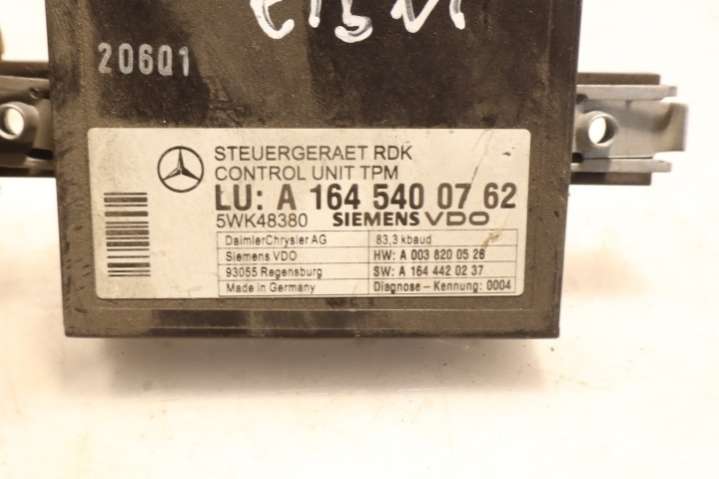 20601
STEUERGERAET RDK
CONTROL UNIT TPM
LU: A 164 540 07 62
5WK48380 SIEMENS VDO
DaimlerChrysler AG 83,3 kbaud
Siemens VDO HW: A 003 820 05 26
93055 Regensburg SW: A 164 442 02 37
Made in Germany Diagnose - Kennung: 0004